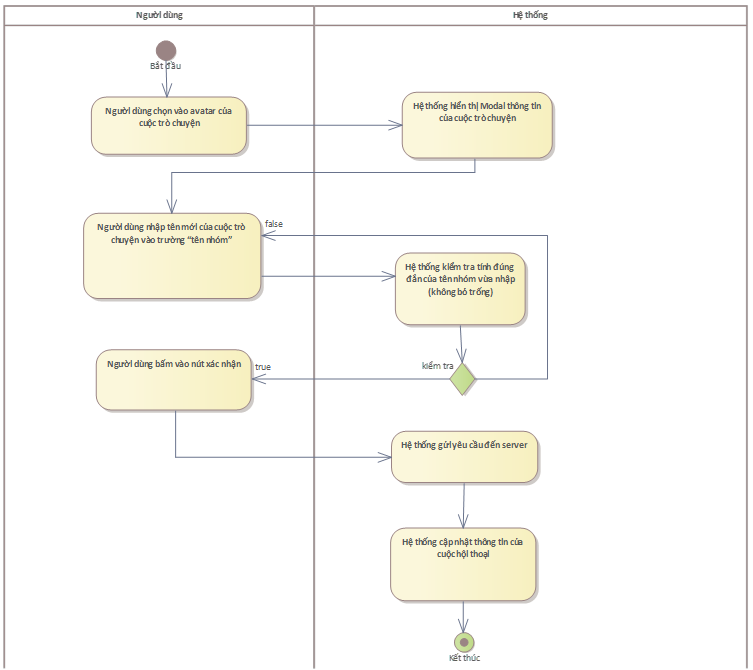 Người dùng
Hệ thống
Bắt đầu
Người dùng chọn vào avatar của
cuộc trò chuyện
Hệ thống hiển thị Modal thông tin
của cuộc trò chuyện
Người dùng nhập tên mới của cuộc trò
chuyện vào trường “tên nhóm”
false
Hệ thống kiểm tra tính đúng
đắn của tên nhóm vừa nhập
(không bỏ trống)
kiểm tra
Người dùng bấm vào nút xác nhận
true
Hệ thống gửi yêu cầu đến server
Hệ thống cập nhật thông tin của
cuộc hội thoại
Kết thúc